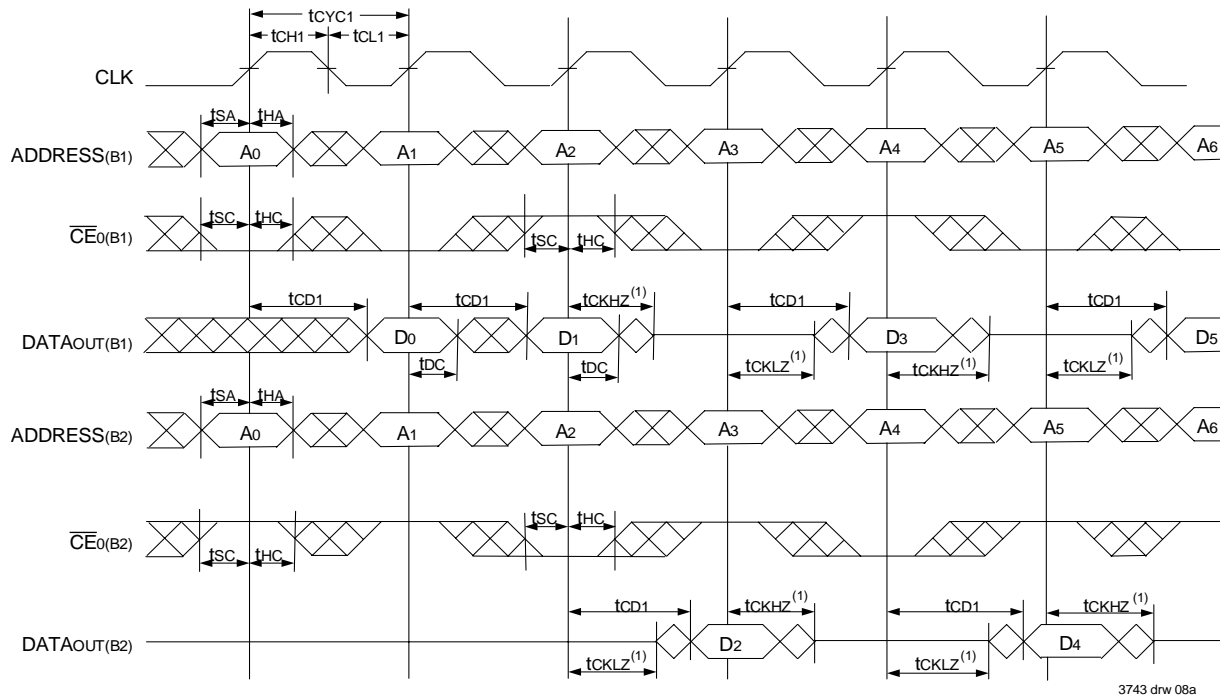 tCYC1
tCH1 tCL1
CLK
tSA tHA
ADDRESS(B1) A0 A1 A2 A3 A4 A5 A6
tSC tHC
CE0(B1) tSC tHC
tCD1 tCD1 tCKHZ(1) tCD1 tCD1
DATAOUT(B1) D0 D1 D3 D5
tDC tDC tCKLZ(1) tCKHZ(1) tCKLZ(1)
tSA tHA
ADDRESS(B2) A0 A1 A2 A3 A4 A5 A6
tSC tHC
CE0(B2)
tSC tHC
tCD1 tCKHZ(1) tCD1 tCKHZ(1)
DATAOUT(B2) D2 D4
tCKLZ(1) tCKLZ(1)
3743 drw 08a